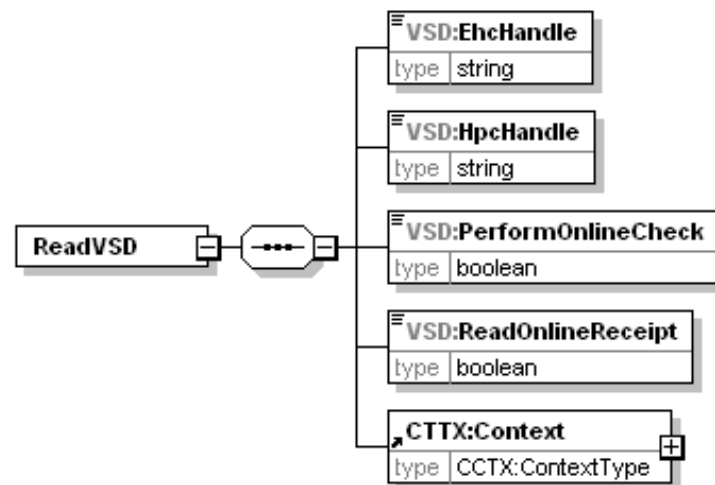 VSD:EhcHandle
type string
VSD:HpcHandle
type string
ReadVSD
VSD:PerformOnlineCheck
type boolean
VSD:ReadOnlineReceipt
type boolean
CTTX:Context
type CCTX:ContextType